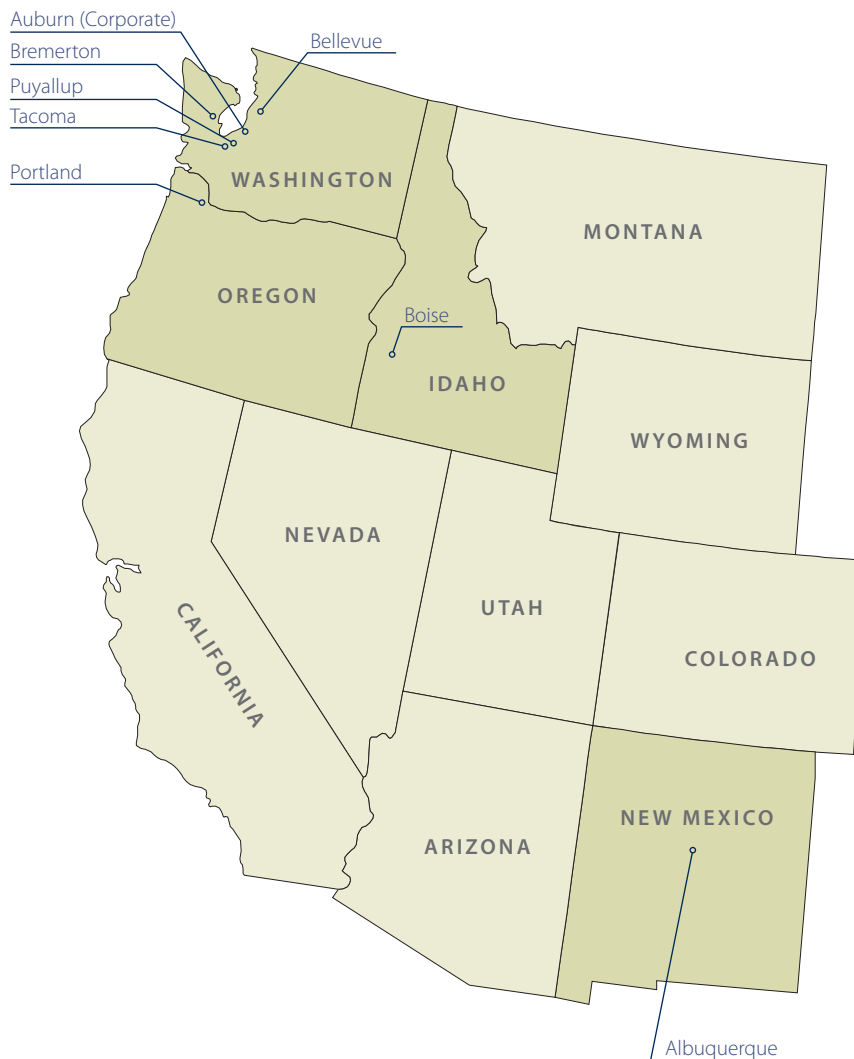 Auburn (Corporate)
Bremerton
Bellevue
Puyallup
Tacoma
Portland
WASHINGTON
MONTANA
OREGON
Boise
IDAHO
WYOMING
NEVADA
UTAH
CALIFORNIA
COLORADO
NEW MEXICO
ARIZONA
Albuquerque